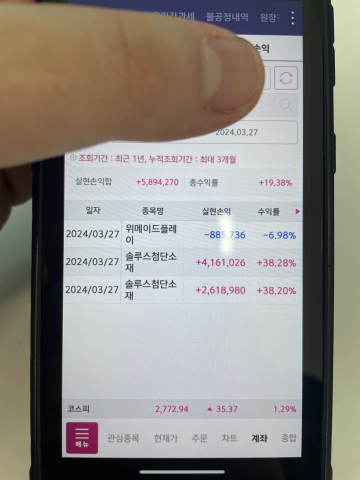 불공정내역 원장
손익
2024,03,27
조회기간 : 최근 1년, 누적조회기간 : 최대 3개월
실현손익합 +5,894,270 총수익률 +19.38%
일자 종목명 실현손익 수익률
2024/03/27 위메이드플레이 -885,736 -6.98%
2024/03/27 솔루스첨단소재 +4,161,026 +38,28%
2024/03/27 솔루스첨단소재 +2,618,980 +38,20%
코스피 2,772,94 ▲ 35,37 1.29%
메뉴 관심종목 현재가 주문 차트 계좌 종합